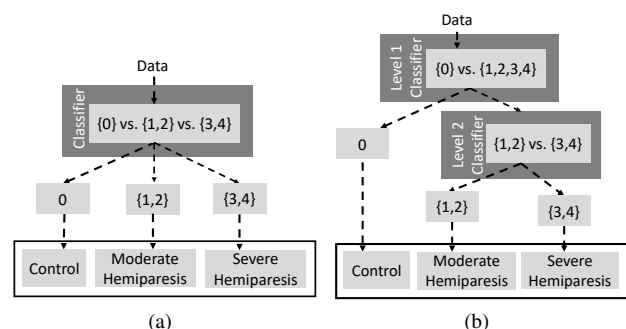 Data
Classifier
{0} vs. {1,2} vs. {3,4}
0
{1,2}
{3,4}
Control
Moderate
Hemiparesis
Severe
Hemiparesis
(a)
Data
Level 1
Classifier
{0} vs. {1,2,3,4}
0
Level 2
Classifier
{1,2} vs. {3,4}
{1,2}
{3,4}
Control
Moderate
Hemiparesis
Severe
Hemiparesis
(b)